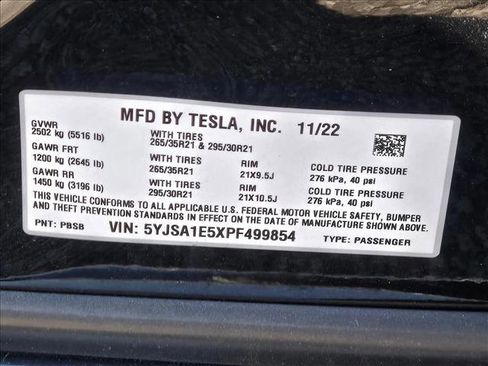 MFD BY TESLA, INC. 11/22
GVWR
2502 kg (5516 lb)
WITH TIRES
265/35R21 & 295/30R21
GAWR FRT
1200 kg (2645 lb)
WITH TIRES
265/35R21
RIM
21X9.5J
COLD TIRE PRESSURE
276 kPa, 40 psi
GAWR RR
1450 kg (3196 lb)
WITH TIRES
295/30R21
RIM
21X10.5J
COLD TIRE PRESSURE
276 kPa, 40 psi
THIS VEHICLE CONFORMS TO ALL APPLICABLE U.S. FEDERAL MOTOR VEHICLE SAFETY, BUMPER
AND THEFT PREVENTION STANDARDS IN EFFECT ON THE DATE OF MANUFACTURE SHOWN ABOVE.
PNT: PBSB VIN: 5YJSA1E5XPF499854 TYPE: PASSENGER